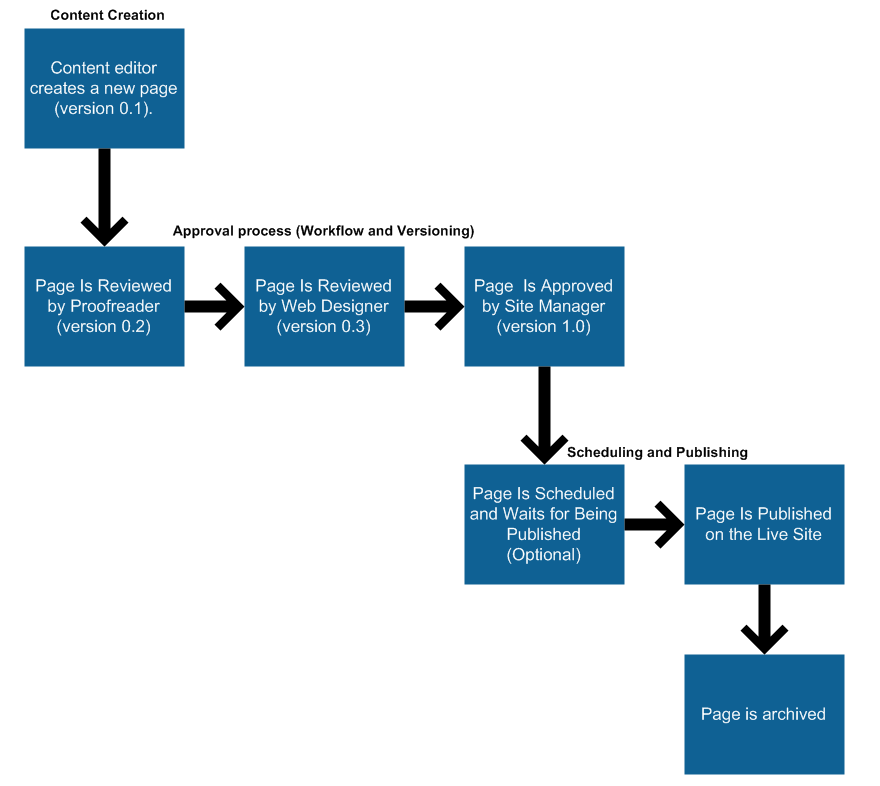 Content Creation
Content editor
creates a new page
(version 0.1).
Approval process (Workflow and Versioning)
Page Is Reviewed
by Proofreader
(version 0.2)
Page Is Reviewed
by Web Designer
(version 0.3)
Page  Is Approved
by Site Manager
(version 1.0)
Scheduling and Publishing
Page Is Scheduled
and Waits for Being
Published
(Optional)
Page Is Published
on the Live Site
Page is archived